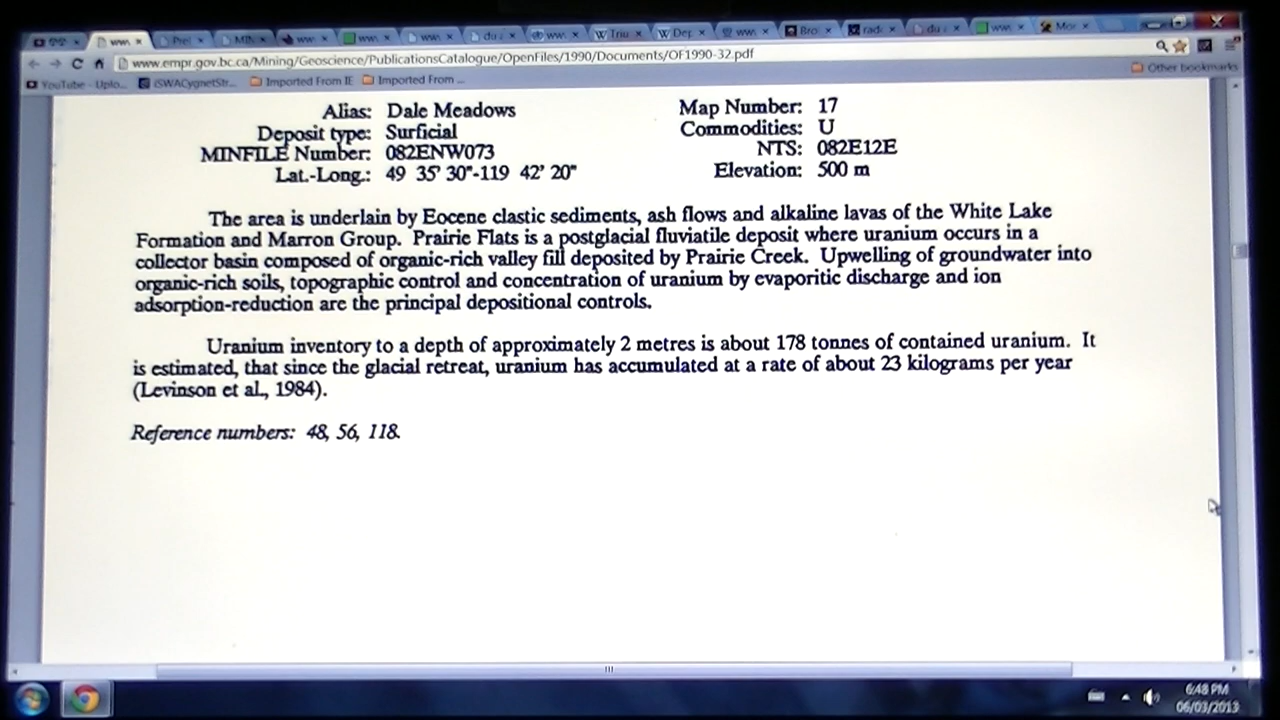 www.empr.gov.bc.ca/Mining/Geoscience/PublicationsCatalogue/OpenFiles/1990/Documents/OF1990-32.pdf
YouTube - Uplo... iSWACygnetStr... Imported From IE Imported From ... Other bookmarks
Alias: Dale Meadows Map Number: 17
Deposit type: Surficial Commodities: U
MINFILE Number: 082ENW073 NTS: 082E12E
Lat.-Long.: 49 35' 30"-119 42' 20" Elevation: 500 m
The area is underlain by Eocene clastic sediments, ash flows and alkaline lavas of the White Lake
Formation and Marron Group. Prairie Flats is a postglacial fluviatile deposit where uranium occurs in a
collector basin composed of organic-rich valley fill deposited by Prairie Creek. Upwelling of groundwater into
organic-rich soils, topographic control and concentration of uranium by evaporitic discharge and ion
adsorption-reduction are the principal depositional controls.
Uranium inventory to a depth of approximately 2 metres is about 178 tonnes of contained uranium. It
is estimated, that since the glacial retreat, uranium has accumulated at a rate of about 23 kilograms per year
(Levinson et al., 1984).
Reference numbers: 48, 56, 118.
6:48 PM
06/03/2013